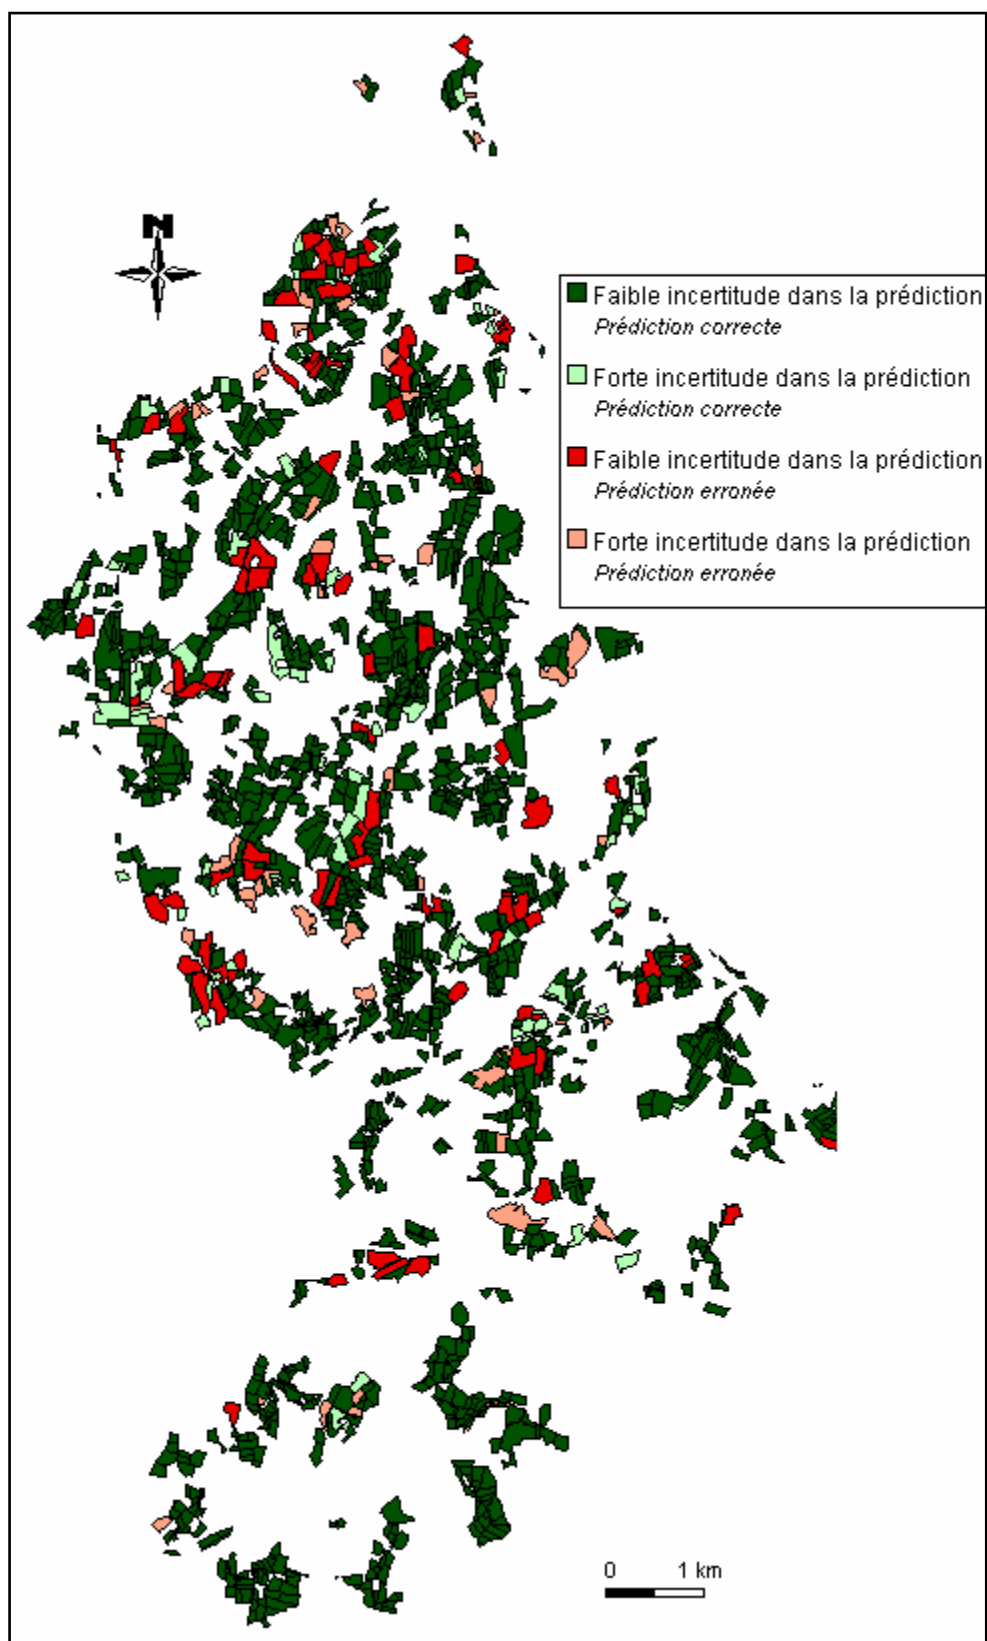 N
Faible incertitude dans la prédiction
Prédiction correcte
Forte incertitude dans la prédiction
Prédiction correcte
Faible incertitude dans la prédiction
Prédiction erronée
Forte incertitude dans la prédiction
Prédiction erronée
0 1 km